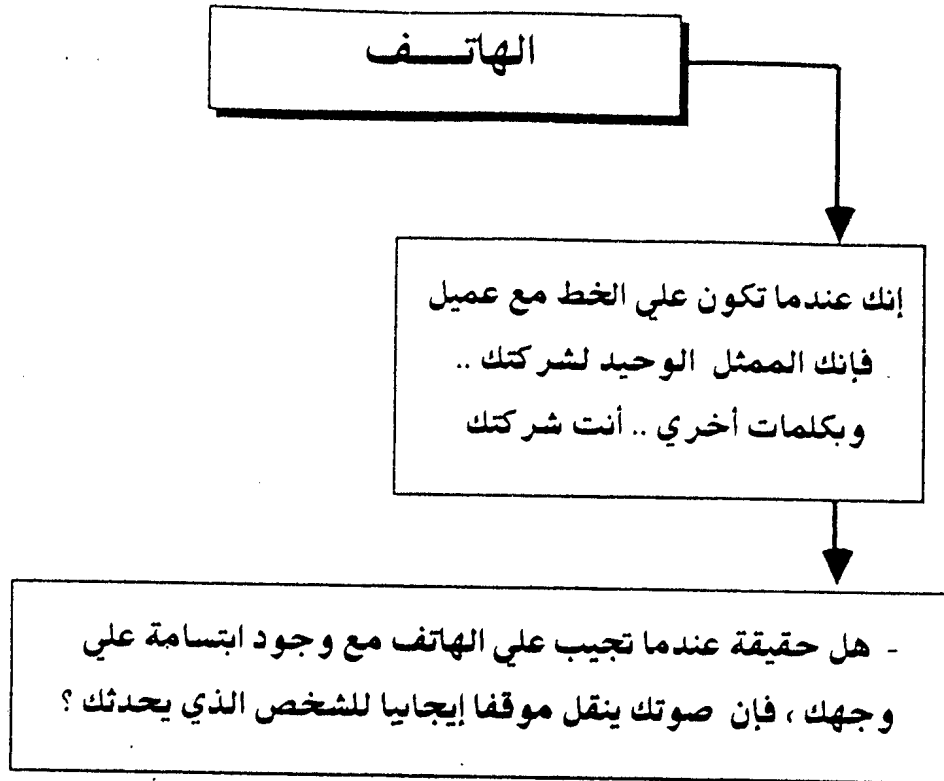 الهاتـــف
إنك عندما تكون علي الخط مع عميل
فإنك الممثل الوحيد لشركتك ..
وبكلمات أخري .. أنت شركتك
- هل حقيقة عندما تجيب علي الهاتف مع وجود ابتسامة علي
وجهك ، فإن صوتك ينقل موقفا إيجابيا للشخص الذي يحدثك ؟